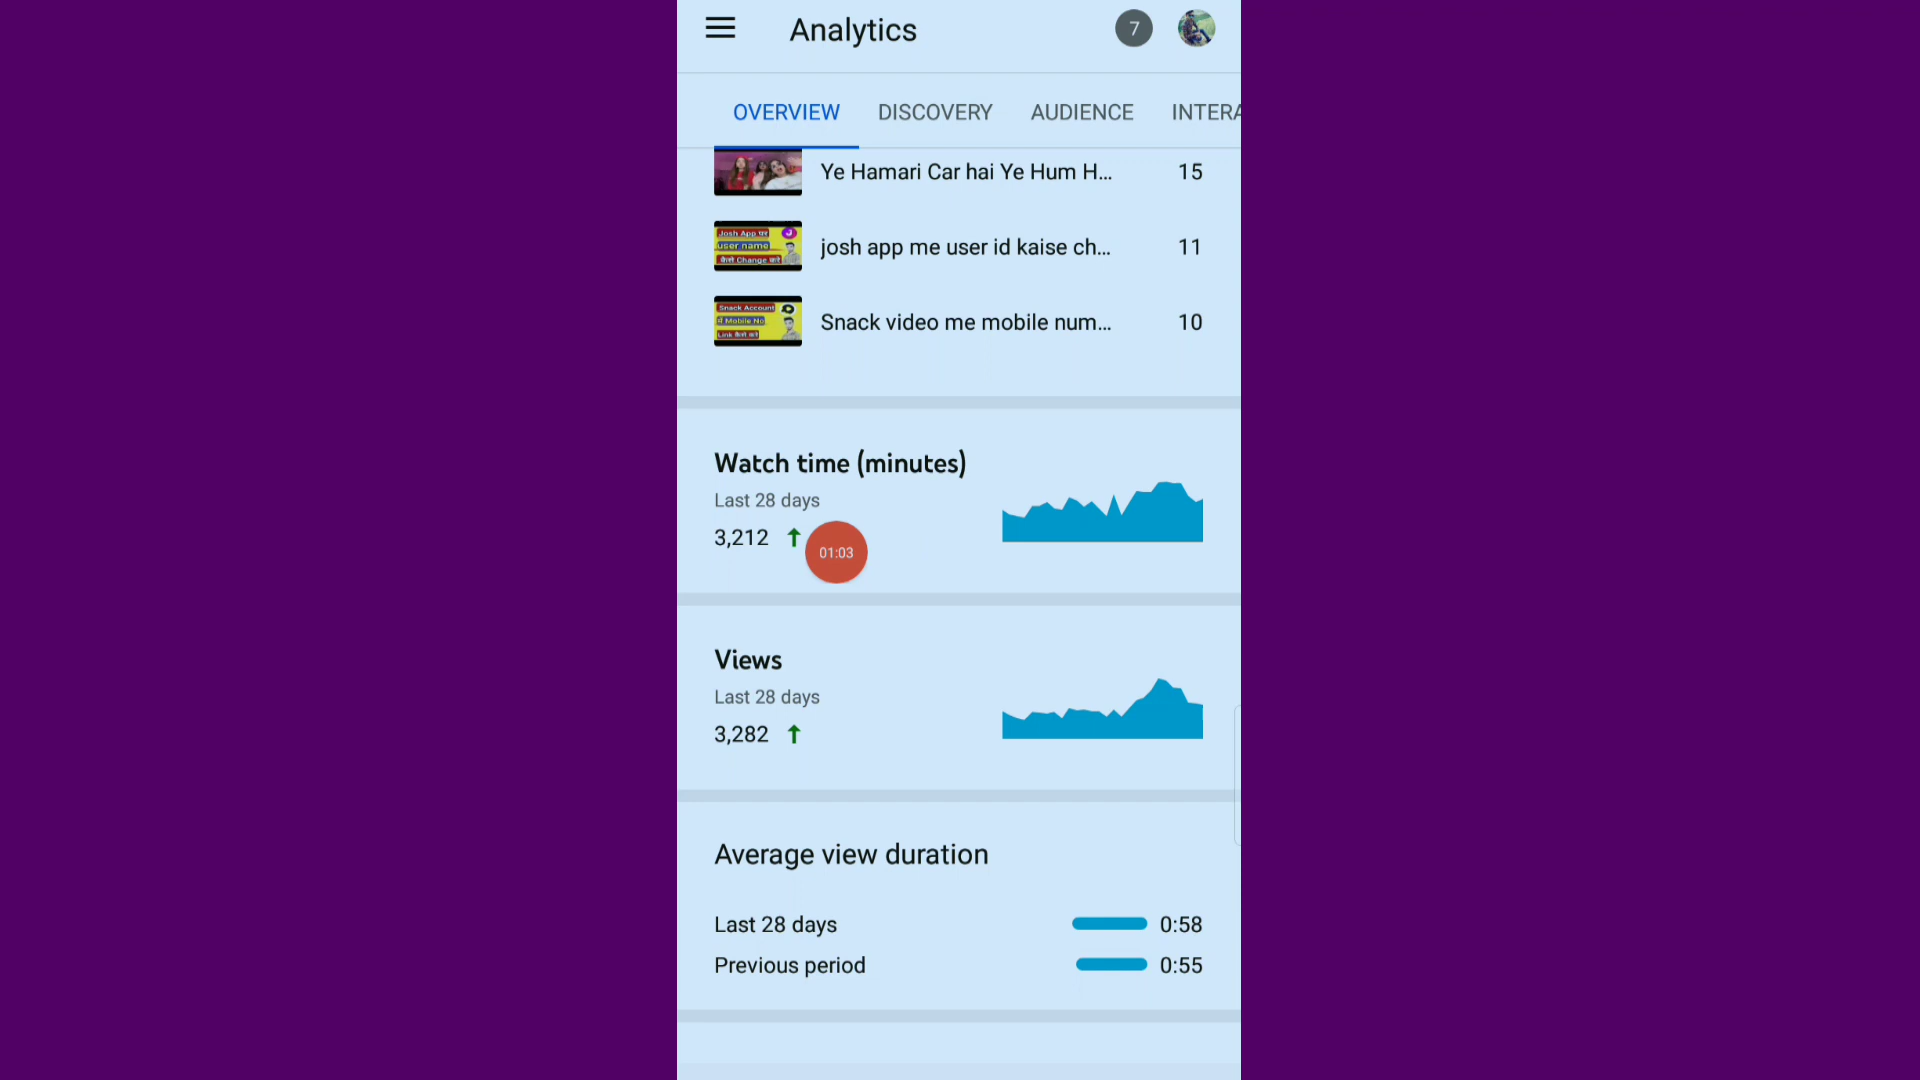 Analytics
7
OVERVIEW DISCOVERY AUDIENCE INTERA
Ye Hamari Car hai Ye Hum H... 15
Josh App पर
user name
कैसे Change करे
josh app me user id kaise ch... 11
Snack Account
में Mobile No
Link कैसे करे
Snack video me mobile num... 10
Watch time (minutes)
Last 28 days
3,212
01:03
Views
Last 28 days
3,282
Average view duration
Last 28 days 0:58
Previous period 0:55